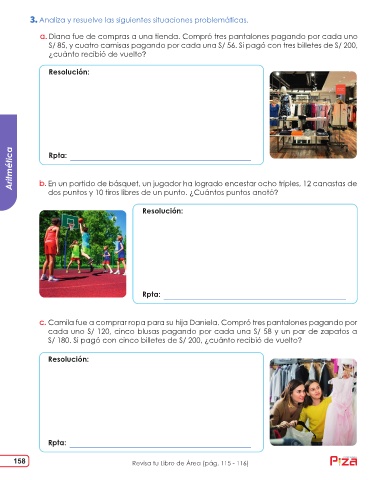 3. Analiza y resuelve las siguientes situaciones problemáticas.
a. Diana fue de compras a una tienda. Compró tres pantalones pagando por cada uno
S/ 85, y cuatro camisas pagando por cada una S/ 56. Si pagó con tres billetes de S/ 200,
¿cuánto recibió de vuelto?
Resolución:
Rpta:
Aritmética
b. En un partido de básquet, un jugador ha logrado encestar ocho triples, 12 canastas de
dos puntos y 10 tiros libres de un punto. ¿Cuántos puntos anotó?
Resolución:
Rpta:
c. Camila fue a comprar ropa para su hija Daniela. Compró tres pantalones pagando por
cada uno S/ 120, cinco blusas pagando por cada una S/ 58 y un par de zapatos a
S/ 180. Si pagó con cinco billetes de S/ 200, ¿cuánto recibió de vuelto?
Resolución:
Rpta:
158
Revisa tu Libro de Área (pág. 115 - 116)
Piza